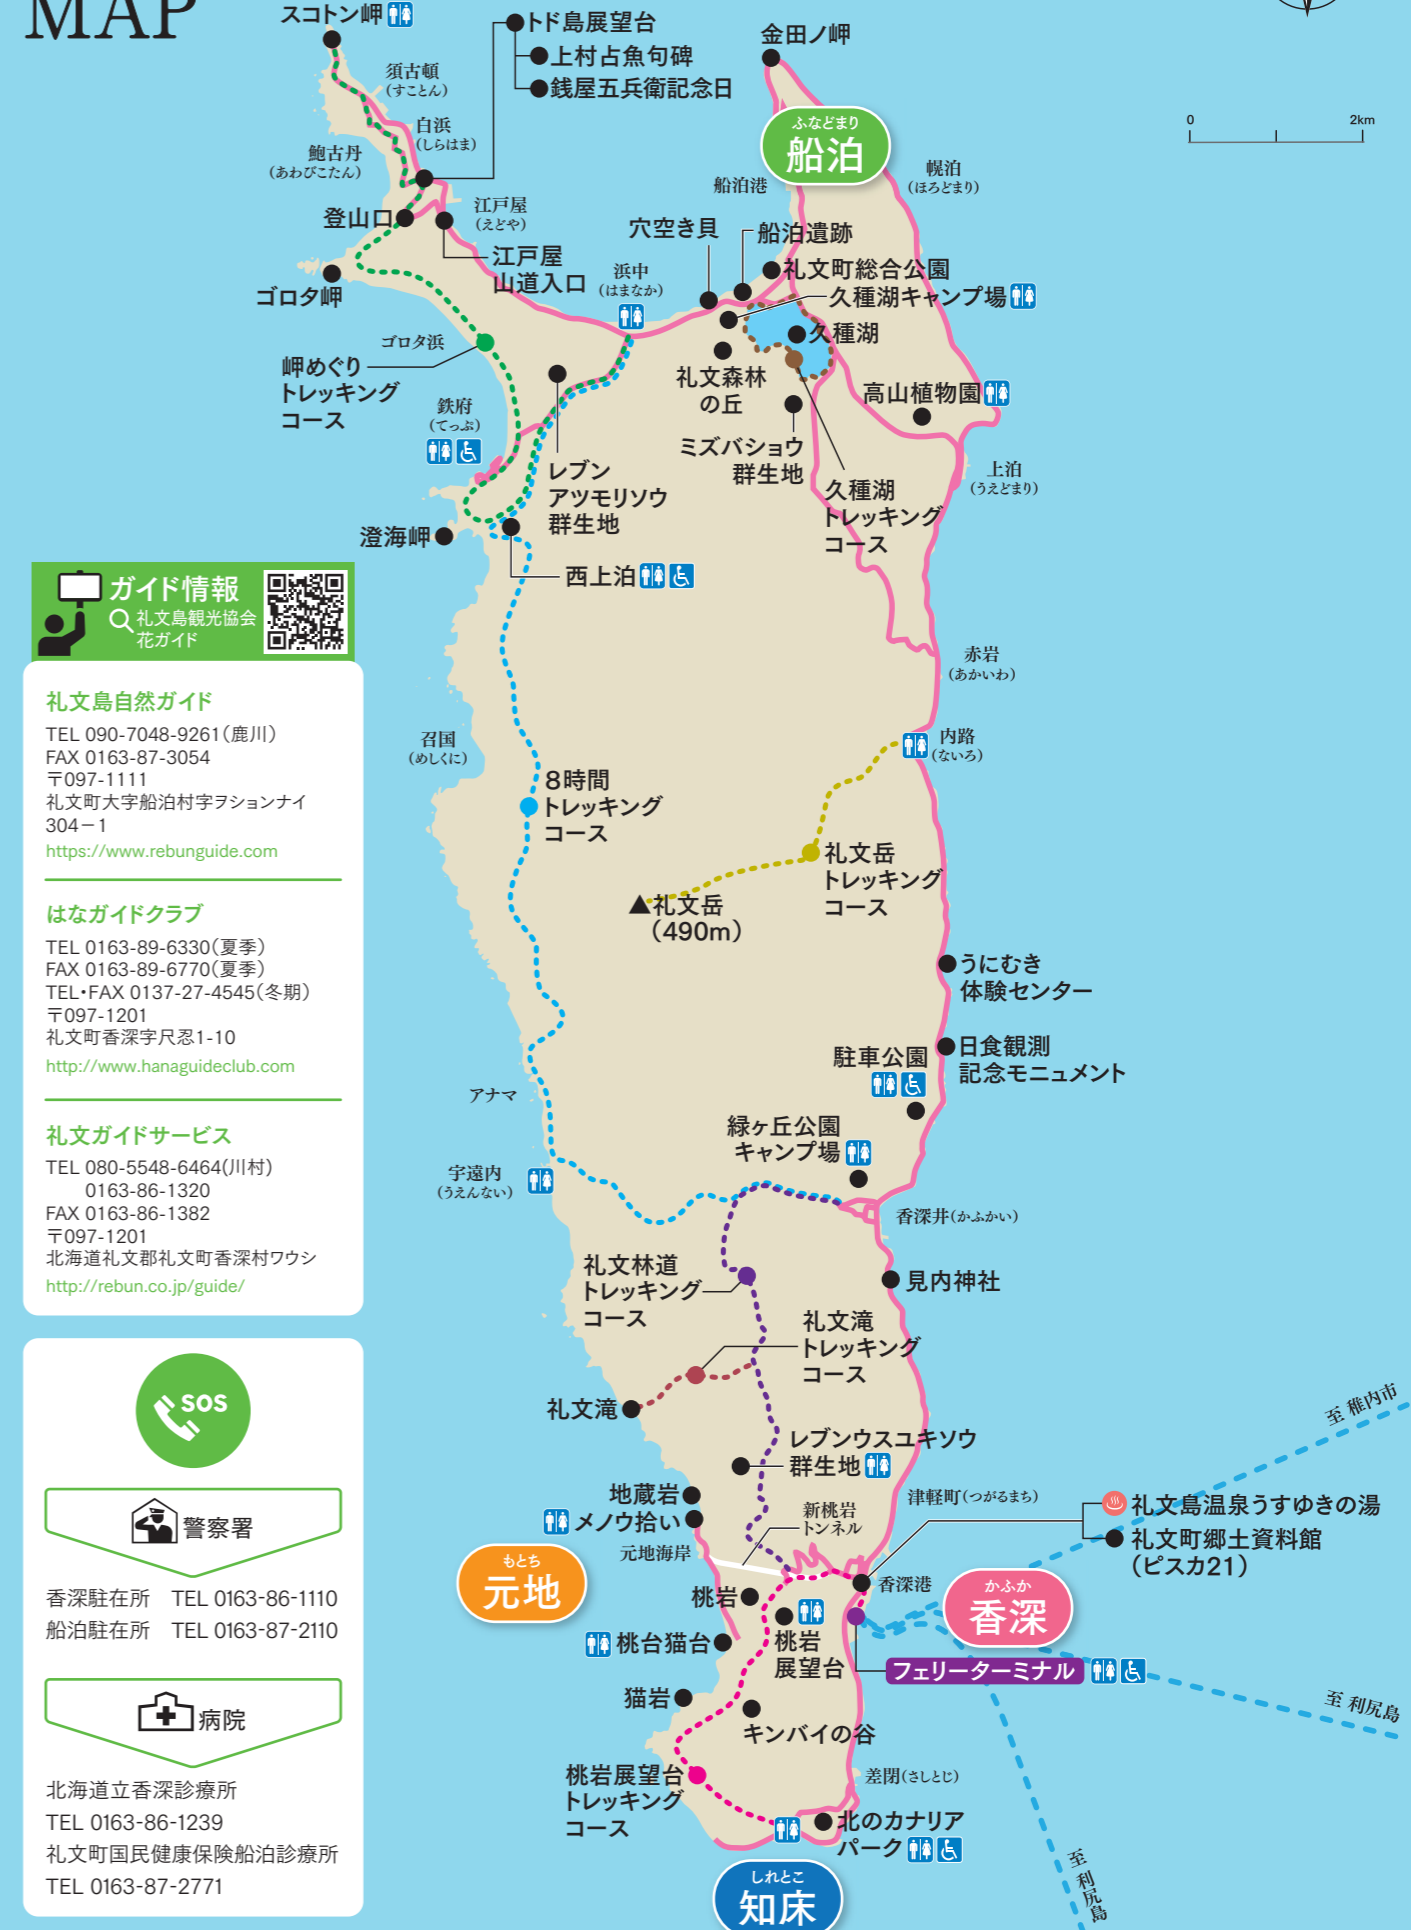 MAP
スコトン岬
トド島展望台
上村占魚句碑
銭屋五兵衛記念日
金田ノ岬
須古頓
(すことん)
白浜
(しらはま)
鮑古丹
(あわびこたん)
ふなどまり
船泊
0 2km
幌泊
(ほろどまり)
船泊港
登山口
江戸屋
(えどや)
江戸屋
山道入口
穴空き貝
船泊遺跡
浜中
(はまなか)
礼文町総合公園
久種湖キャンプ場
ゴロタ岬
久種湖
ゴロタ浜
岬めぐり
トレッキング
コース
礼文森林
の丘
高山植物園
鉄府
(てっぷ)
ミズバショウ
群生地
レブン
アツモリソウ
群生地
久種湖
トレッキング
コース
上泊
(うえどまり)
澄海岬
西上泊
ガイド情報
礼文島観光協会
花ガイド
礼文島自然ガイド
TEL 090-7048-9261(鹿川)
FAX 0163-87-3054
〒097-1111
礼文町大字船泊村字ヲションナイ
304－1
https://www.rebunguide.com
はなガイドクラブ
TEL 0163-89-6330(夏季)
FAX 0163-89-6770(夏季)
TEL・FAX 0137-27-4545(冬期)
〒097-1201
礼文町香深字尺忍1-10
http://www.hanaguideclub.com
礼文ガイドサービス
TEL 080-5548-6464(川村)
0163-86-1320
FAX 0163-86-1382
〒097-1201
北海道礼文郡礼文町香深村ワウシ
http://rebun.co.jp/guide/
赤岩
(あかいわ)
召国
(めしくに)
内路
(ないろ)
8時間
トレッキング
コース
礼文岳
トレッキング
コース
▲礼文岳
(490m)
うにむき
体験センター
日食観測
記念モニュメント
駐車公園
アナマ
緑ヶ丘公園
キャンプ場
宇遠内
(うえんない)
香深井(かふかい)
礼文林道
トレッキング
コース
見内神社
礼文滝
トレッキング
コース
礼文滝
至 稚内市
レブンウスユキソウ
群生地
地蔵岩
メノウ拾い
新桃岩
トンネル
津軽町(つがるまち)
礼文島温泉うすゆきの湯
礼文町郷土資料館
(ピスカ21)
元地海岸
もとち
元地
桃岩
香深港
かふか
香深
桃岩
展望台
桃台猫台
フェリーターミナル
猫岩
キンバイの谷
至 利尻島
桃岩展望台
トレッキング
コース
差閉(さしとじ)
北のカナリア
パーク
至 利尻島
しれとこ
知床
SOS
警察署
香深駐在所 TEL 0163-86-1110
船泊駐在所 TEL 0163-87-2110
病院
北海道立香深診療所
TEL 0163-86-1239
礼文町国民健康保険船泊診療所
TEL 0163-87-2771